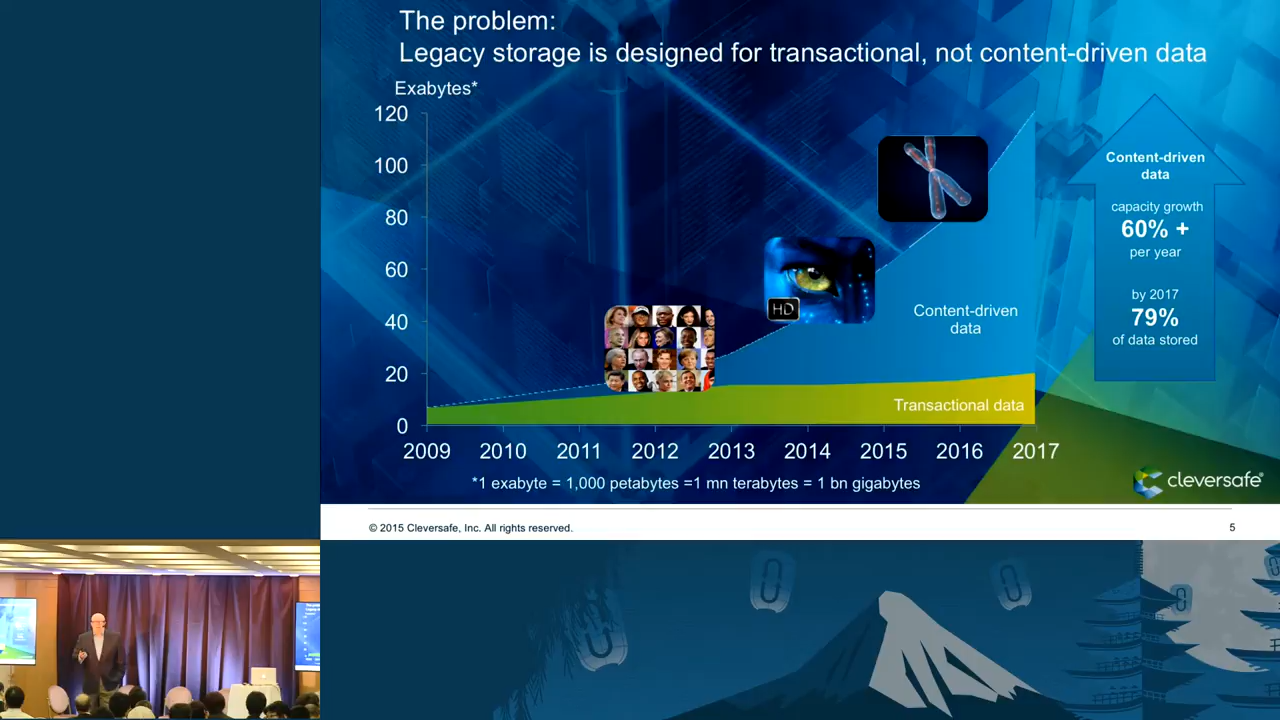 The problem:
Legacy storage is designed for transactional, not content-driven data
Exabytes*
120
100
80
60
40
20
0
2009 2010 2011 2012 2013 2014 2015 2016 2017
HD
Content-driven
data
Transactional data
*1 exabyte = 1,000 petabytes =1 mn terabytes = 1 bn gigabytes
Content-driven
data
capacity growth
60% +
per year
by 2017
79%
of data stored
cleversafe®
© 2015 Cleversafe, Inc. All rights reserved.
5